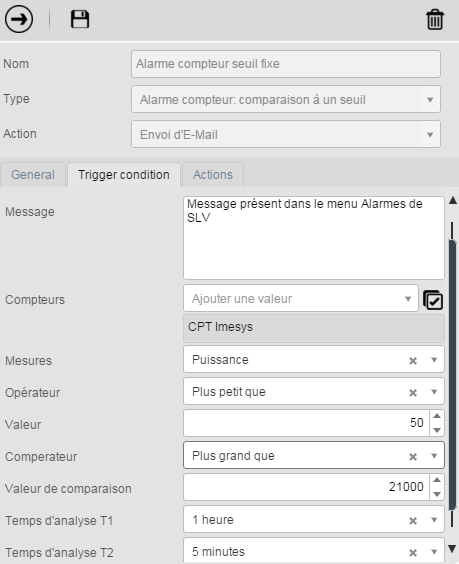 Nom Alarme compteur seuil fixe
Type Alarme compteur: comparaison à un seuil
Action Envoi d'E-Mail
General Trigger condition Actions
Message Message présent dans le menu Alarmes de
SLV
Compteurs Ajouter une valeur
CPT Imesys
Mesures Puissance
Opérateur Plus petit que
Valeur 50
Comperateur Plus grand que
Valeur de comparaison 21000
Temps d'analyse T1 1 heure
Temps d'analyse T2 5 minutes